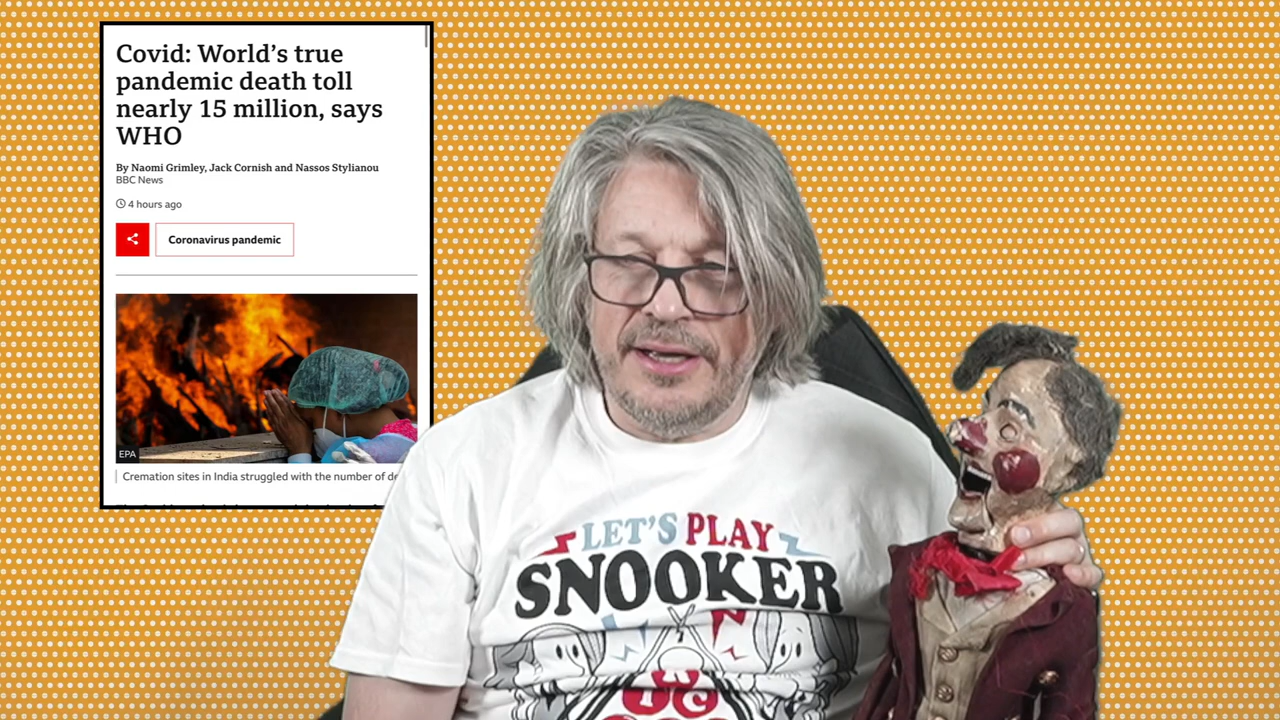 Covid: World's true
pandemic death toll
nearly 15 million, says
WHO
By Naomi Grimley, Jack Cornish and Nassos Stylianou
BBC News
4 hours ago
Coronavirus pandemic
EPA
Cremation sites in India struggled with the number of de
LET'S PLAY
SNOOKER